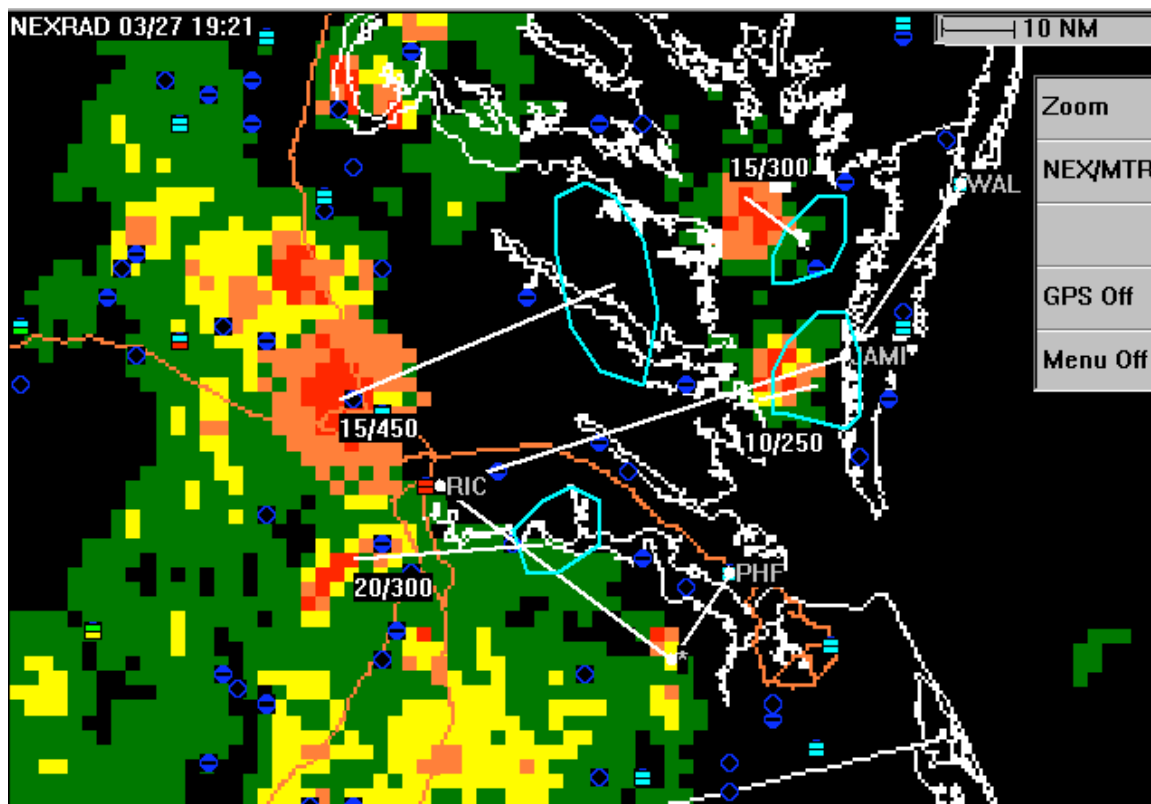 NEXRAD 03/27 19:21
10 NM
Zoom
NEX/MTR
15/300
WAL
GPS Off
Menu Off
AMI
15/450
10/250
RIC
PHF
20/300
*